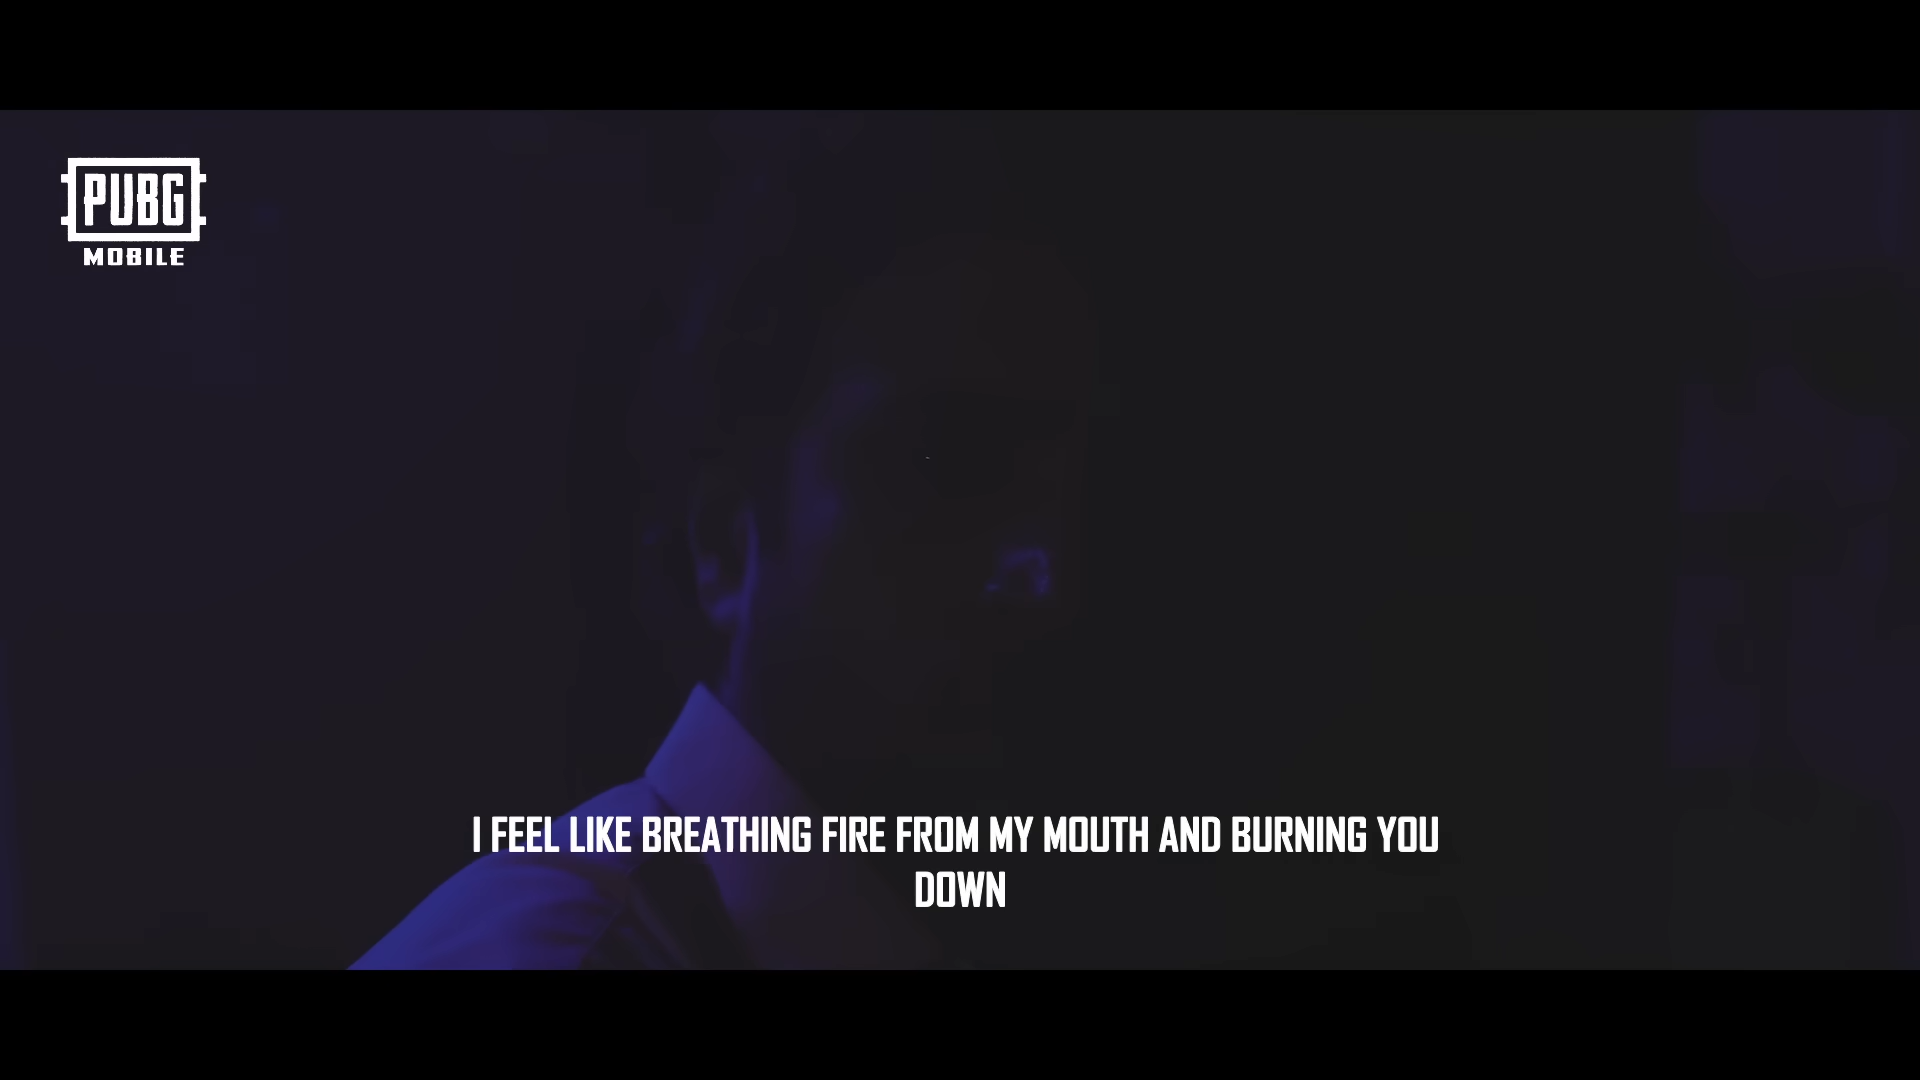 PUBG
MOBILE
I FEEL LIKE BREATHING FIRE FROM MY MOUTH AND BURNING YOU
DOWN